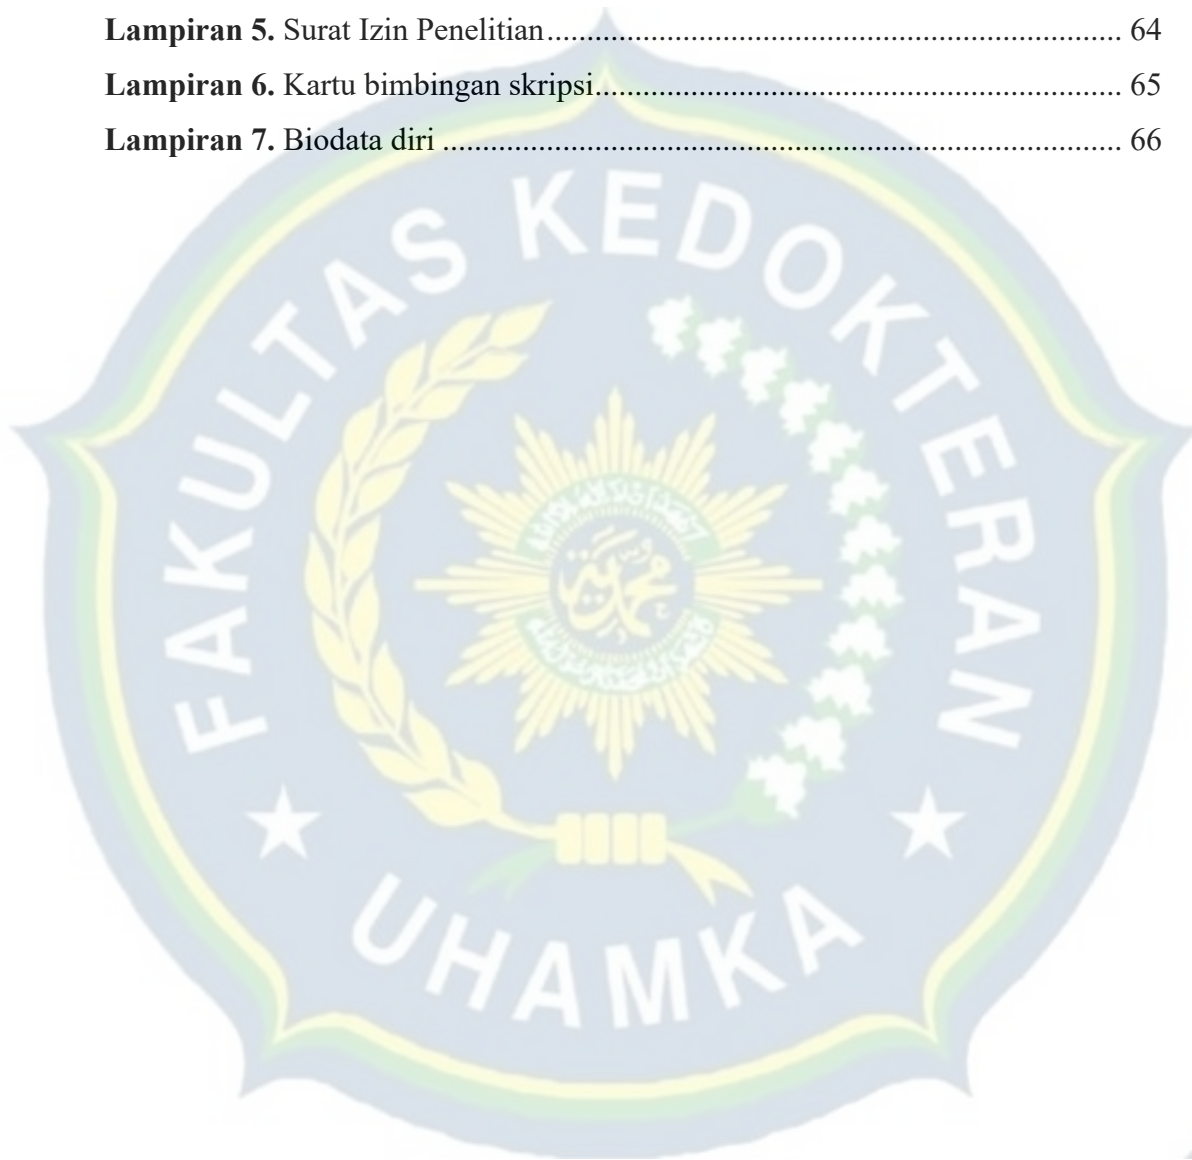 Lampiran 5. Surat Izin Penelitian........................................................................ 64
Lampiran 6. Kartu bimbingan skripsi.................................................................. 65
Lampiran 7. Biodata diri ..................................................................................... 66
FAKULTAS KEDOKTERAN
محمدية
UHAMKA